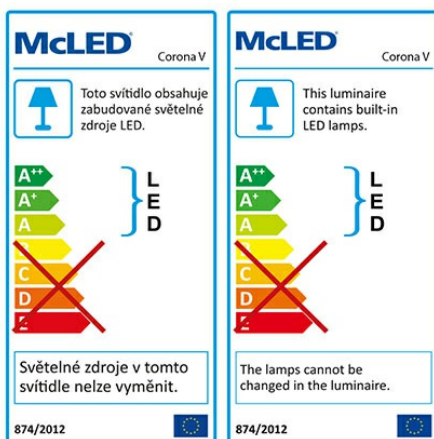 McLED
Corona V
Toto svítidlo obsahuje
zabudované světelné
zdroje LED.
A++
A+
A
B
C
D
E
L
E
D
Světelné zdroje v tomto
svítidle nelze vyměnit.
874/2012
McLED
Corona V
This luminaire
contains built-in
LED lamps.
A++
A+
A
B
C
D
E
L
E
D
The lamps cannot be
changed in the luminaire.
874/2012